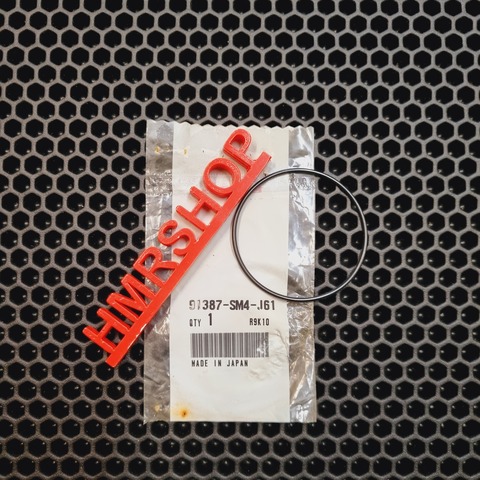 HMRSHOP
91387-SM4-J61
QTY 1 R9K10
MADE IN JAPAN